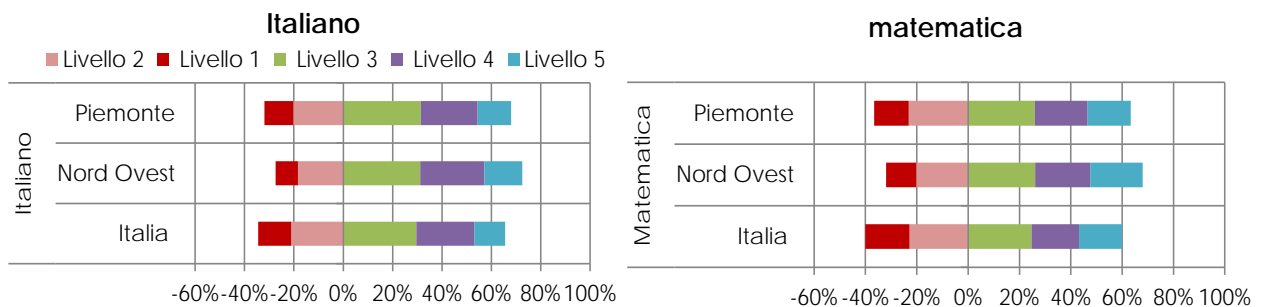 Italiano
Livello 2 Livello 1 Livello 3 Livello 4 Livello 5
Italiano
Piemonte
Nord Ovest
Italia
-60% -40% -20% 0% 20% 40% 60% 80% 100%
matematica
Matematica
Piemonte
Nord Ovest
Italia
-60% -40% -20% 0% 20% 40% 60% 80% 100%